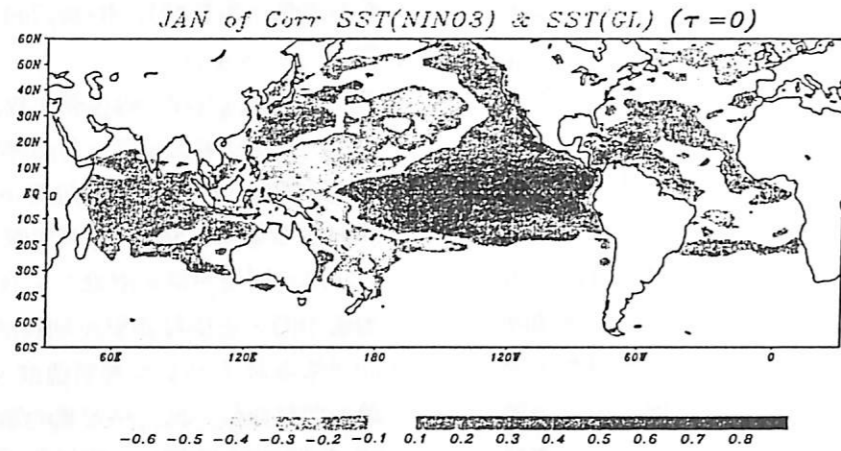 JAN of Corr SST(NINO3) & SST(GL) (τ=0)
60N
50N
40N
30N
20N
10N
EQ
10S
20S
30S
40S
50S
60S
60E 120E 180 120W 60W 0
-0.6 -0.5 -0.4 -0.3 -0.2 -0.1 0.1 0.2 0.3 0.4 0.5 0.6 0.7 0.8